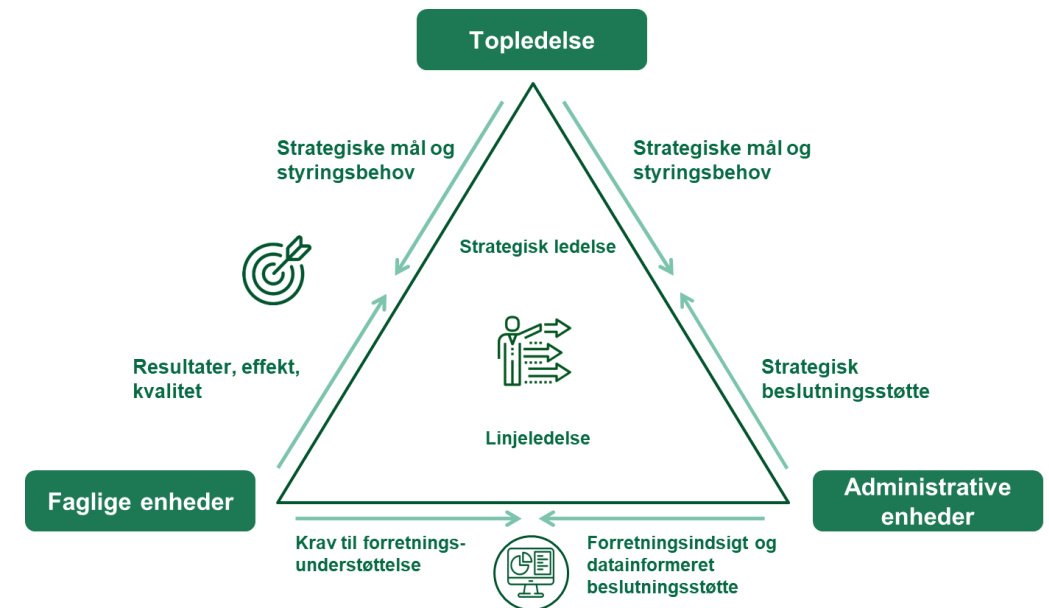 Topledelse
Strategiske mål og
styringsbehov
Strategiske mål og
styringsbehov
Strategisk ledelse
Resultater, effekt,
kvalitet
Strategisk
beslutningsstøtte
Linjeledelse
Faglige enheder
Administrative
enheder
Krav til forretnings-
understøttelse
Forretningsindsigt og
datainformeret
beslutningsstøtte